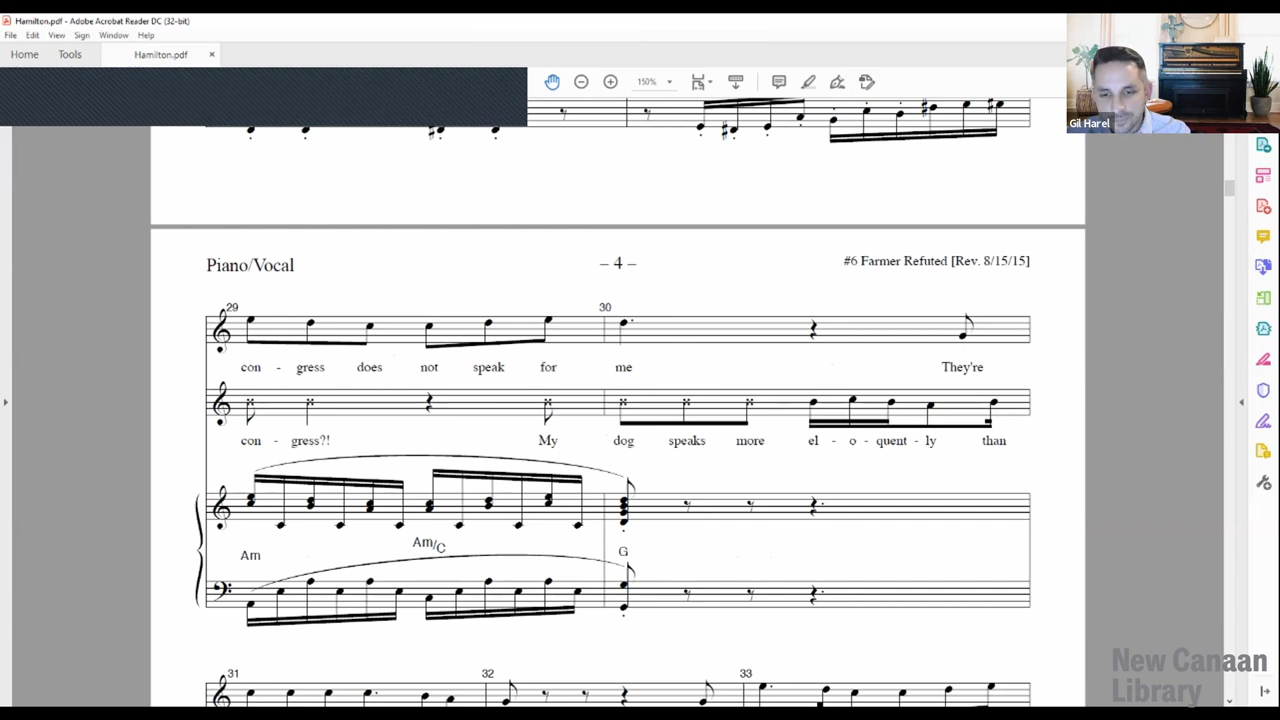 Hamilton.pdf - Adobe Acrobat Reader DC (32-bit)
File Edit View Sign Window Help
Home Tools Hamilton.pdf ×
150%
Gil Harel
Piano/Vocal – 4 – #6 Farmer Refuted [Rev. 8/15/15]
29 30
con - gress does not speak for me They're
con - gress?! My dog speaks more el - o - quent - ly than
Am Am/C G
31 32 33
New Canaan
Library